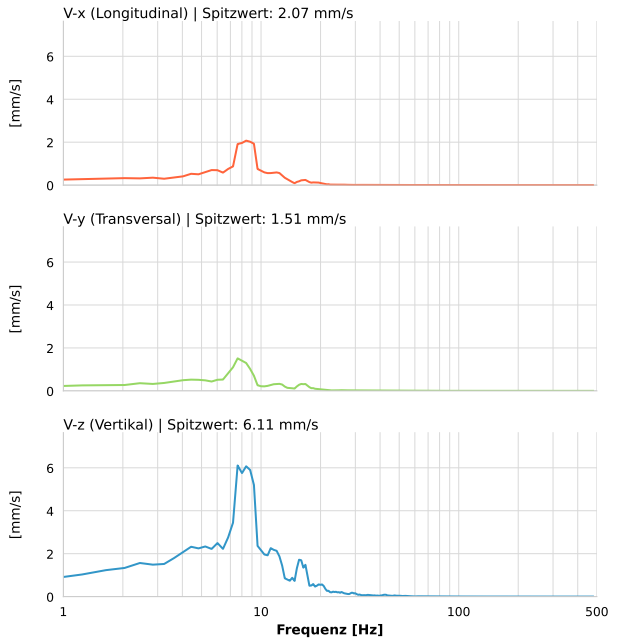 V-x (Longitudinal) | Spitzwert: 2.07 mm/s
6
4
2
0
[mm/s]
V-y (Transversal) | Spitzwert: 1.51 mm/s
6
4
2
0
[mm/s]
V-z (Vertikal) | Spitzwert: 6.11 mm/s
6
4
2
0
[mm/s]
1 10 100 500
Frequenz [Hz]